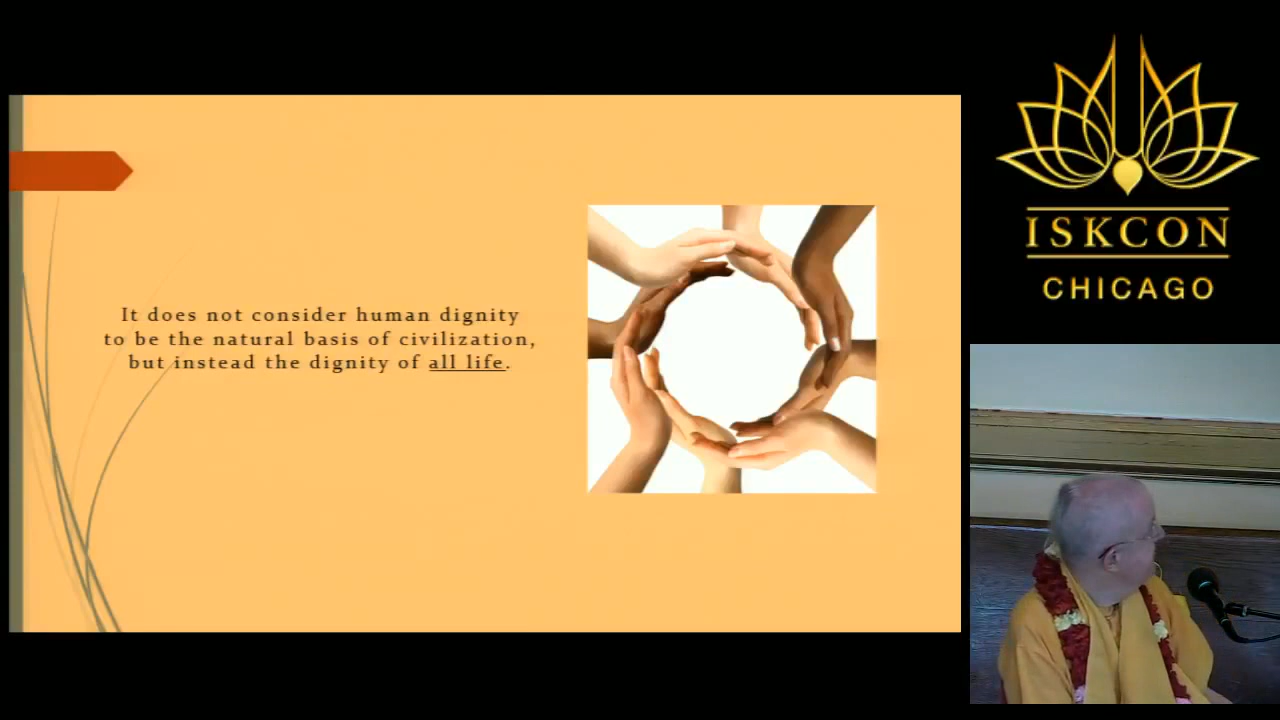 It does not consider human dignity
to be the natural basis of civilization,
but instead the dignity of all life.
ISKCON
CHICAGO